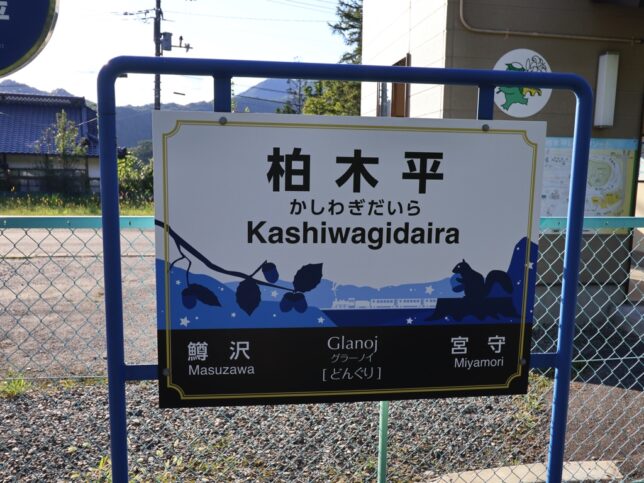 柏木平
かしわぎだいら
Kashiwagidaira
鱒沢
Masuzawa
Glanoj
グラーノイ
[どんぐり]
宮守
Miyamori